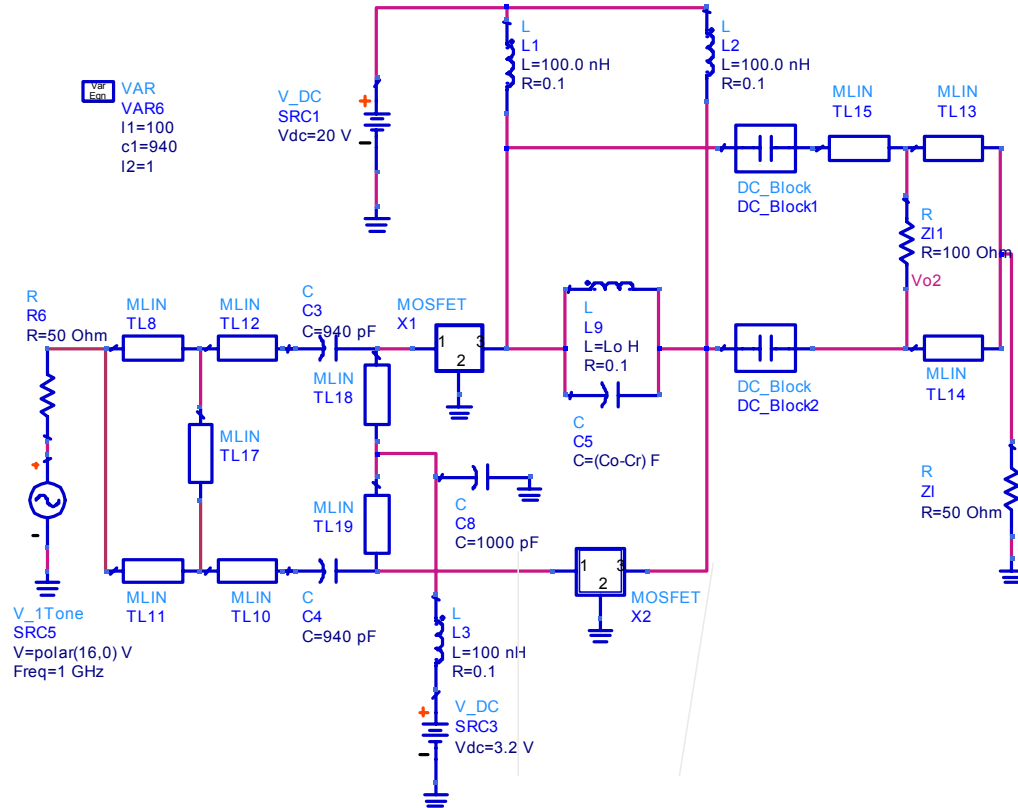 L
L1
L=100.0 nH
R=0.1
L
L2
L=100.0 nH
R=0.1
Var
Eqn
VAR
VAR6
l1=100
c1=940
l2=1
V_DC
SRC1
Vdc=20 V
+
-
MLIN
TL15
MLIN
TL13
DC_Block
DC_Block1
R
Zl1
R=100 Ohm
Vo2
R
R6
R=50 Ohm
MLIN
TL8
MLIN
TL12
C
C3
C=940 pF
MOSFET
X1
1
2
3
L
L9
L=Lo H
R=0.1
MLIN
TL18
DC_Block
DC_Block2
MLIN
TL14
C
C5
C=(Co-Cr) F
MLIN
TL17
+
-
MLIN
TL19
C
C8
C=1000 pF
R
Zl
R=50 Ohm
1
2
3
MOSFET
X2
V_1Tone
SRC5
V=polar(16,0) V
Freq=1 GHz
MLIN
TL11
MLIN
TL10
C
C4
C=940 pF
L
L3
L=100 nH
R=0.1
V_DC
SRC3
Vdc=3.2 V
+
-